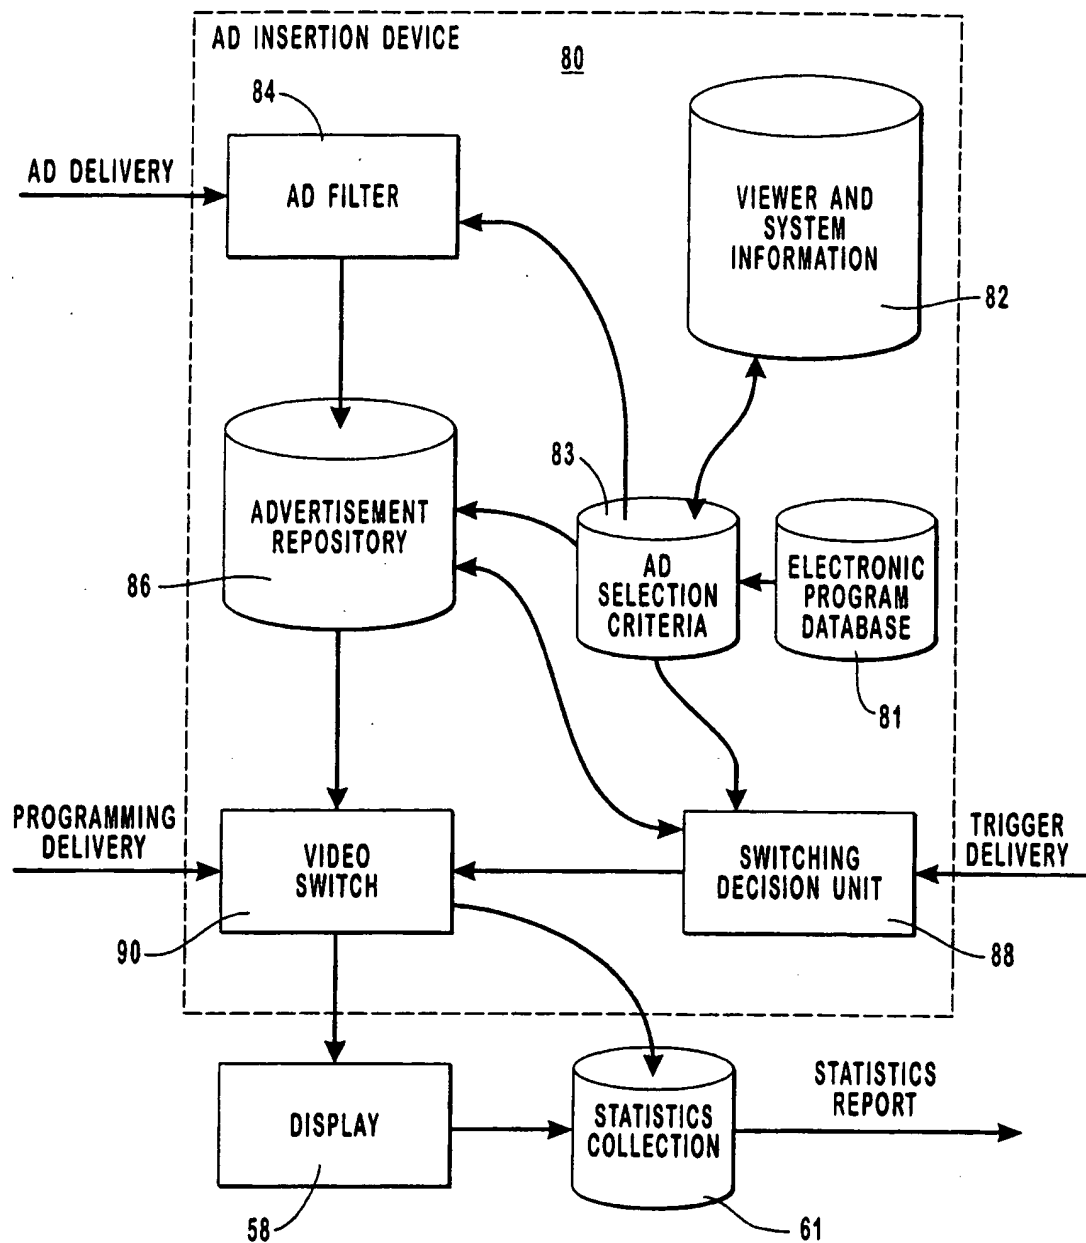 AD INSERTION DEVICE
80
84
AD DELIVERY
AD FILTER
VIEWER AND
SYSTEM
INFORMATION
82
83
ADVERTISEMENT
REPOSITORY
86
AD
SELECTION
CRITERIA
ELECTRONIC
PROGRAM
DATABASE
81
PROGRAMMING
DELIVERY
VIDEO
SWITCH
90
SWITCHING
DECISION UNIT
88
TRIGGER
DELIVERY
DISPLAY
58
STATISTICS
COLLECTION
61
STATISTICS
REPORT